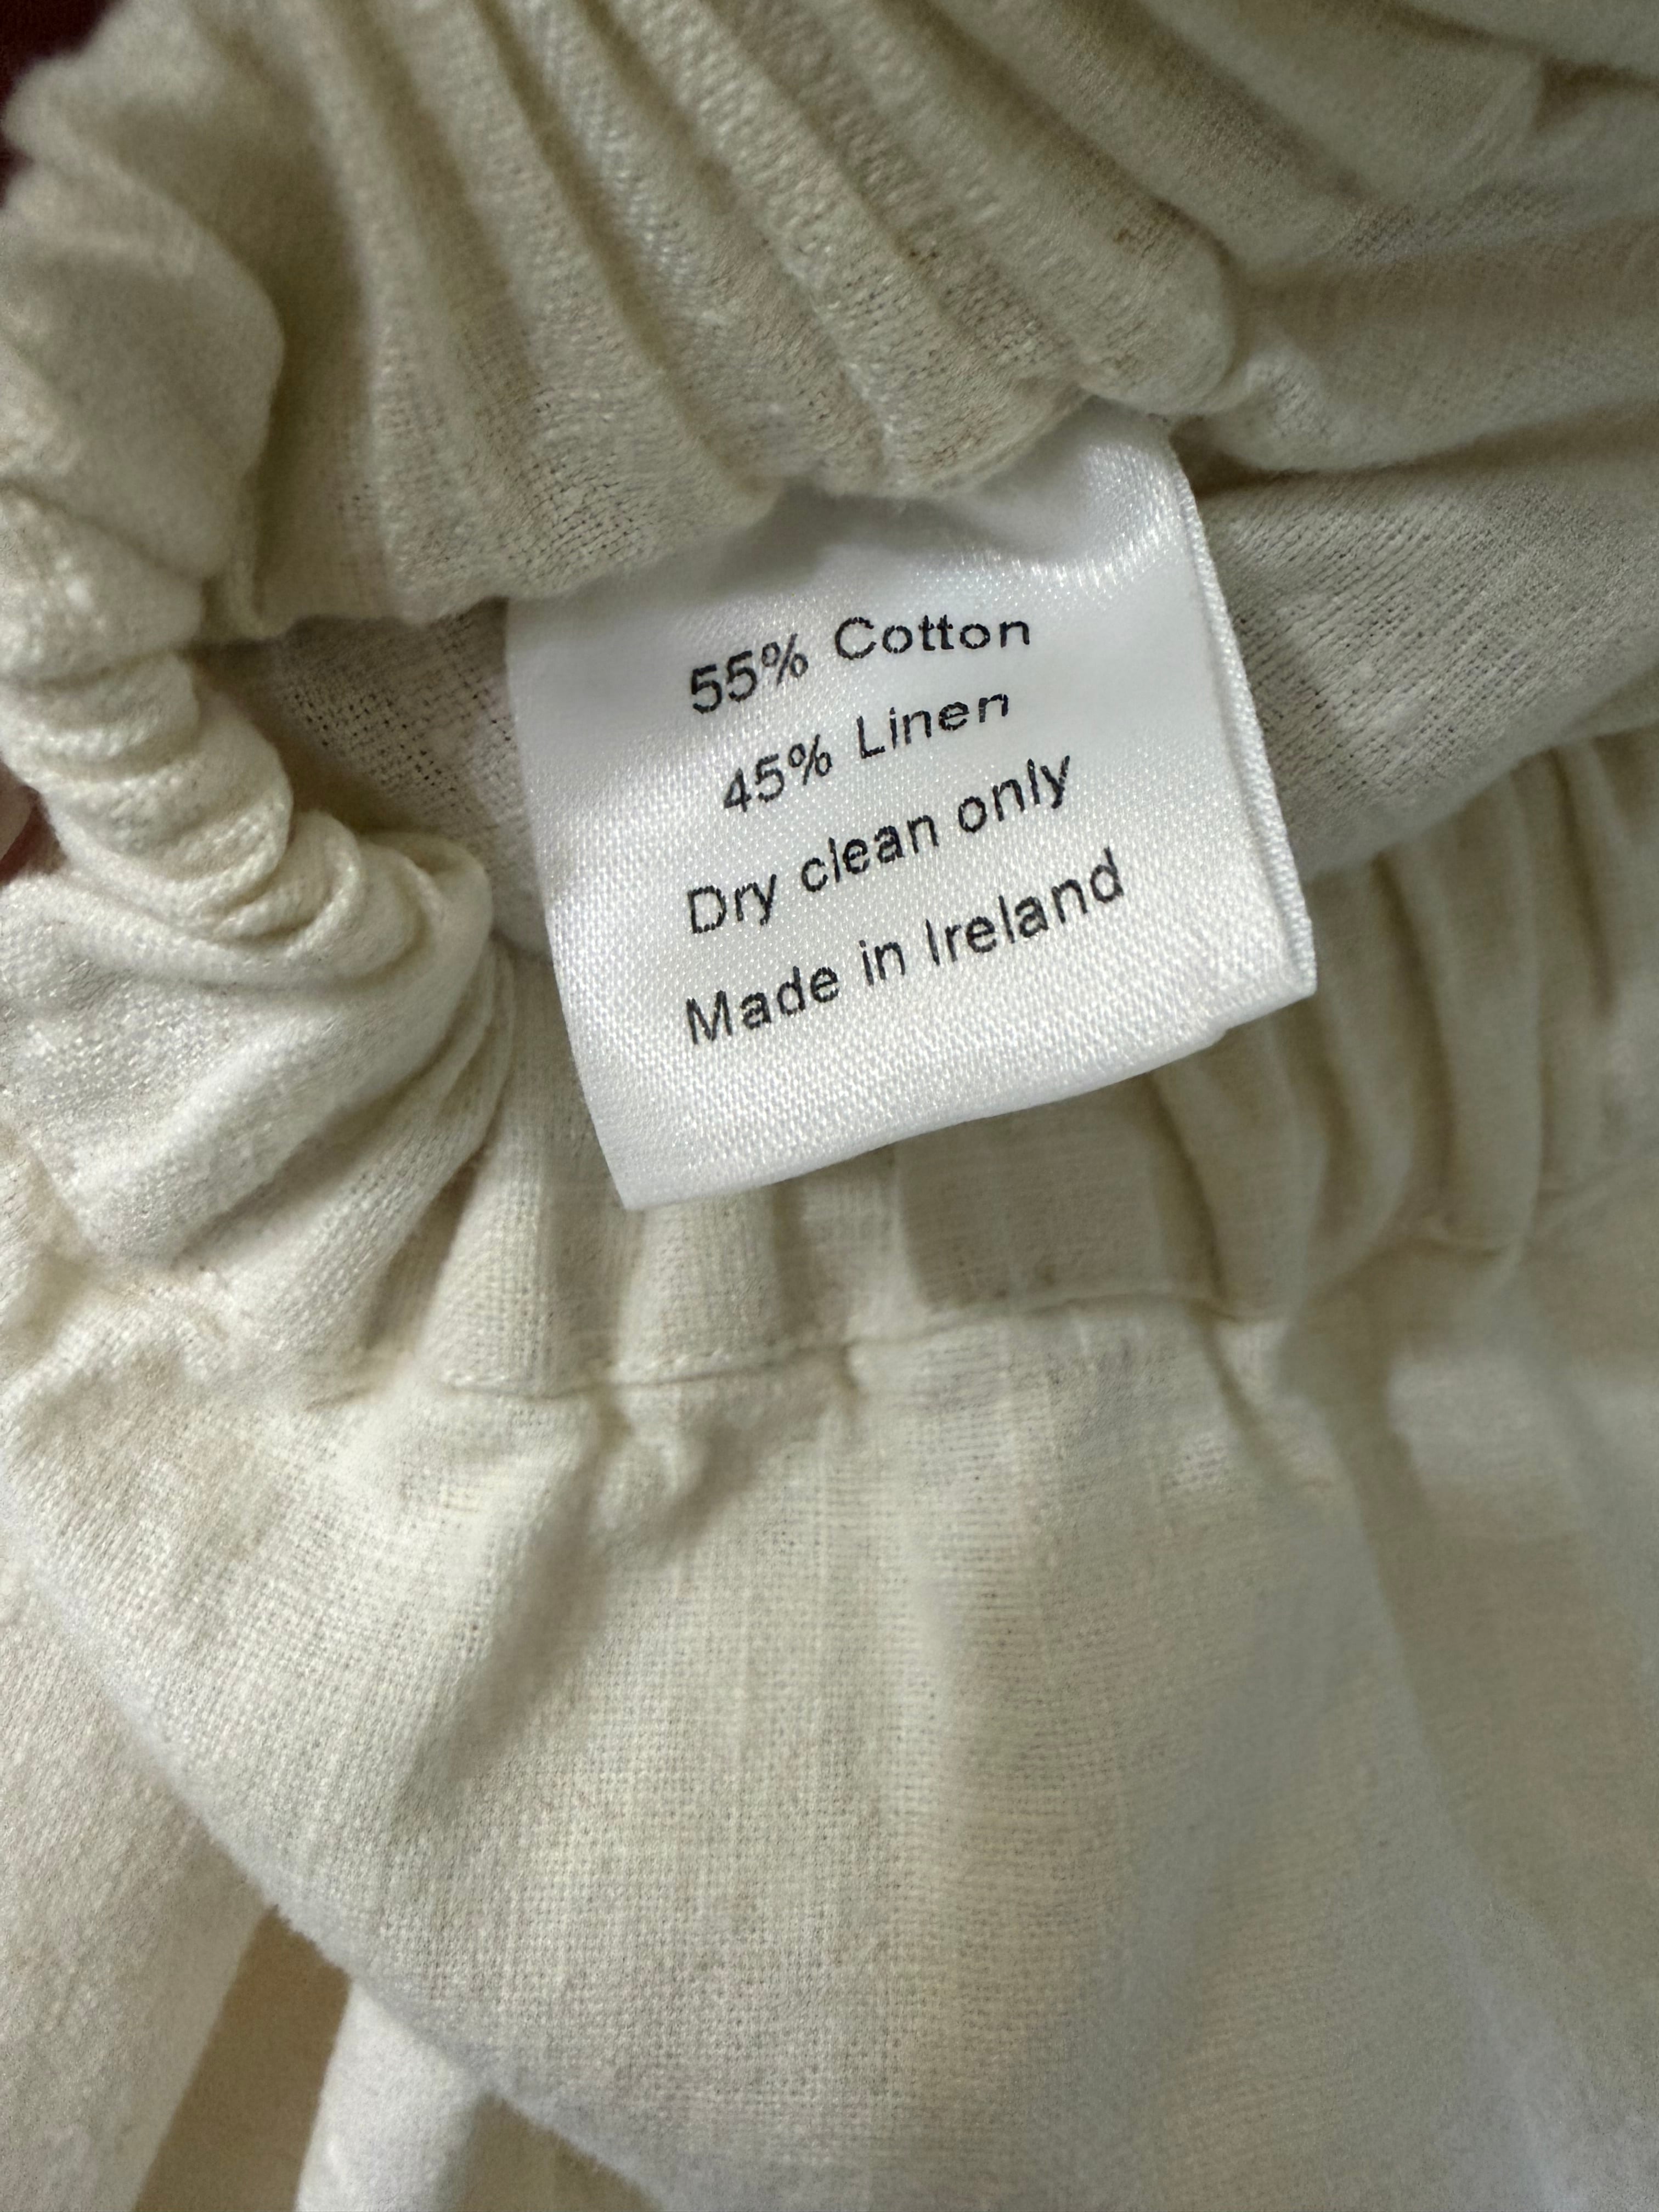 55% Cotton
45% Linen
Dry clean only
Made in Ireland